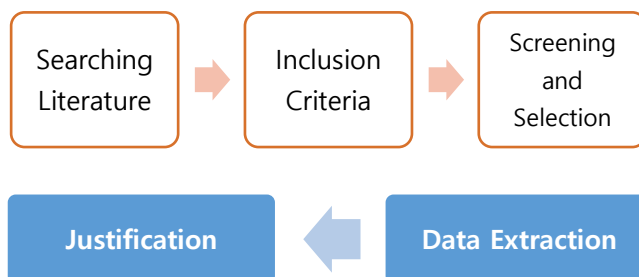 Searching
Literature
Inclusion
Criteria
Screening
and
Selection
Justification
Data Extraction